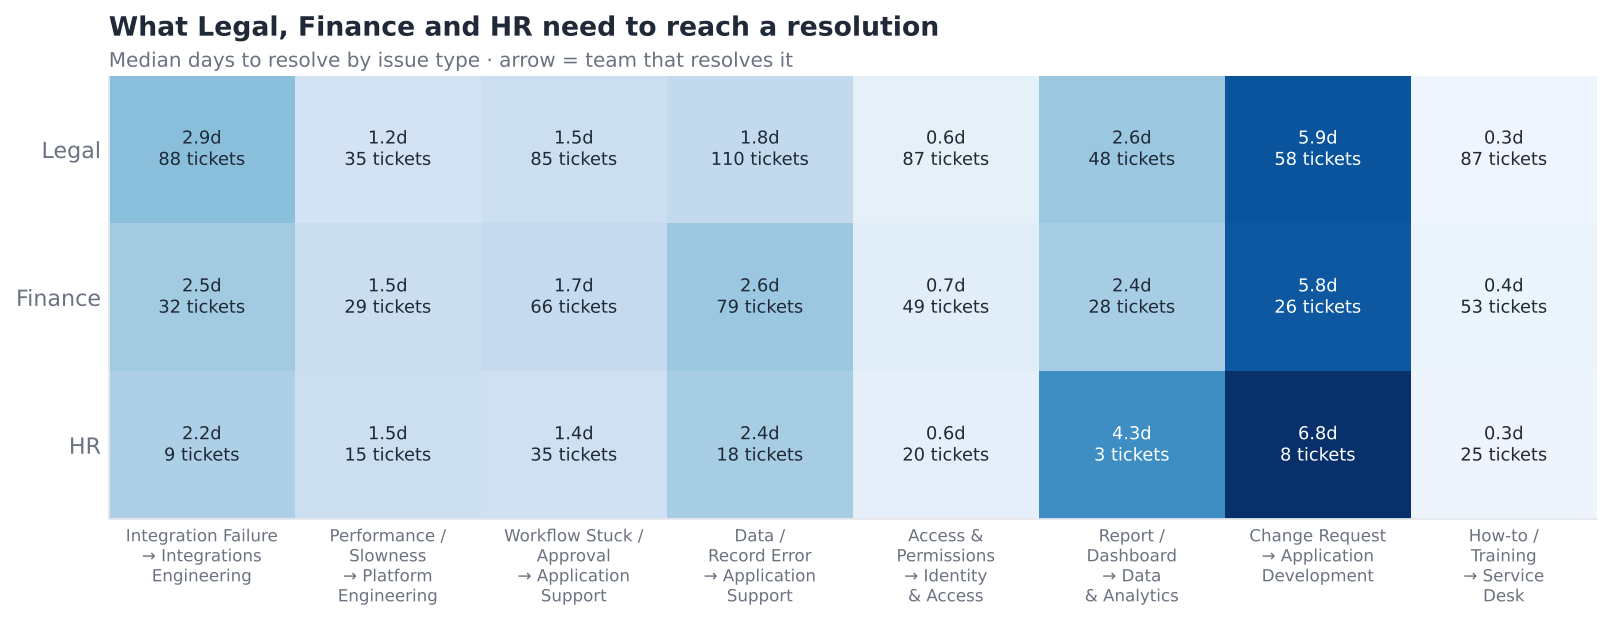 What Legal, Finance and HR need to reach a resolution
Median days to resolve by issue type · arrow = team that resolves it
Legal
2.9d
88 tickets
1.2d
35 tickets
1.5d
85 tickets
1.8d
110 tickets
0.6d
87 tickets
2.6d
48 tickets
5.9d
58 tickets
0.3d
87 tickets
Finance
2.5d
32 tickets
1.5d
29 tickets
1.7d
66 tickets
2.6d
79 tickets
0.7d
49 tickets
2.4d
28 tickets
5.8d
26 tickets
0.4d
53 tickets
HR
2.2d
9 tickets
1.5d
15 tickets
1.4d
35 tickets
2.4d
18 tickets
0.6d
20 tickets
4.3d
3 tickets
6.8d
8 tickets
0.3d
25 tickets
Integration Failure
→ Integrations
Engineering
Performance /
Slowness
→ Platform
Engineering
Workflow Stuck /
Approval
→ Application
Support
Data /
Record Error
→ Application
Support
Access &
Permissions
→ Identity
& Access
Report /
Dashboard
→ Data
& Analytics
Change Request
→ Application
Development
How-to /
Training
→ Service
Desk